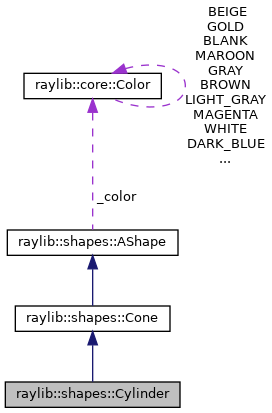 BEIGE
GOLD
BLANK
MAROON
GRAY
BROWN
LIGHT_GRAY
MAGENTA
WHITE
DARK_BLUE
...
raylib::core::Color
_color
raylib::shapes::AShape
raylib::shapes::Cone
raylib::shapes::Cylinder